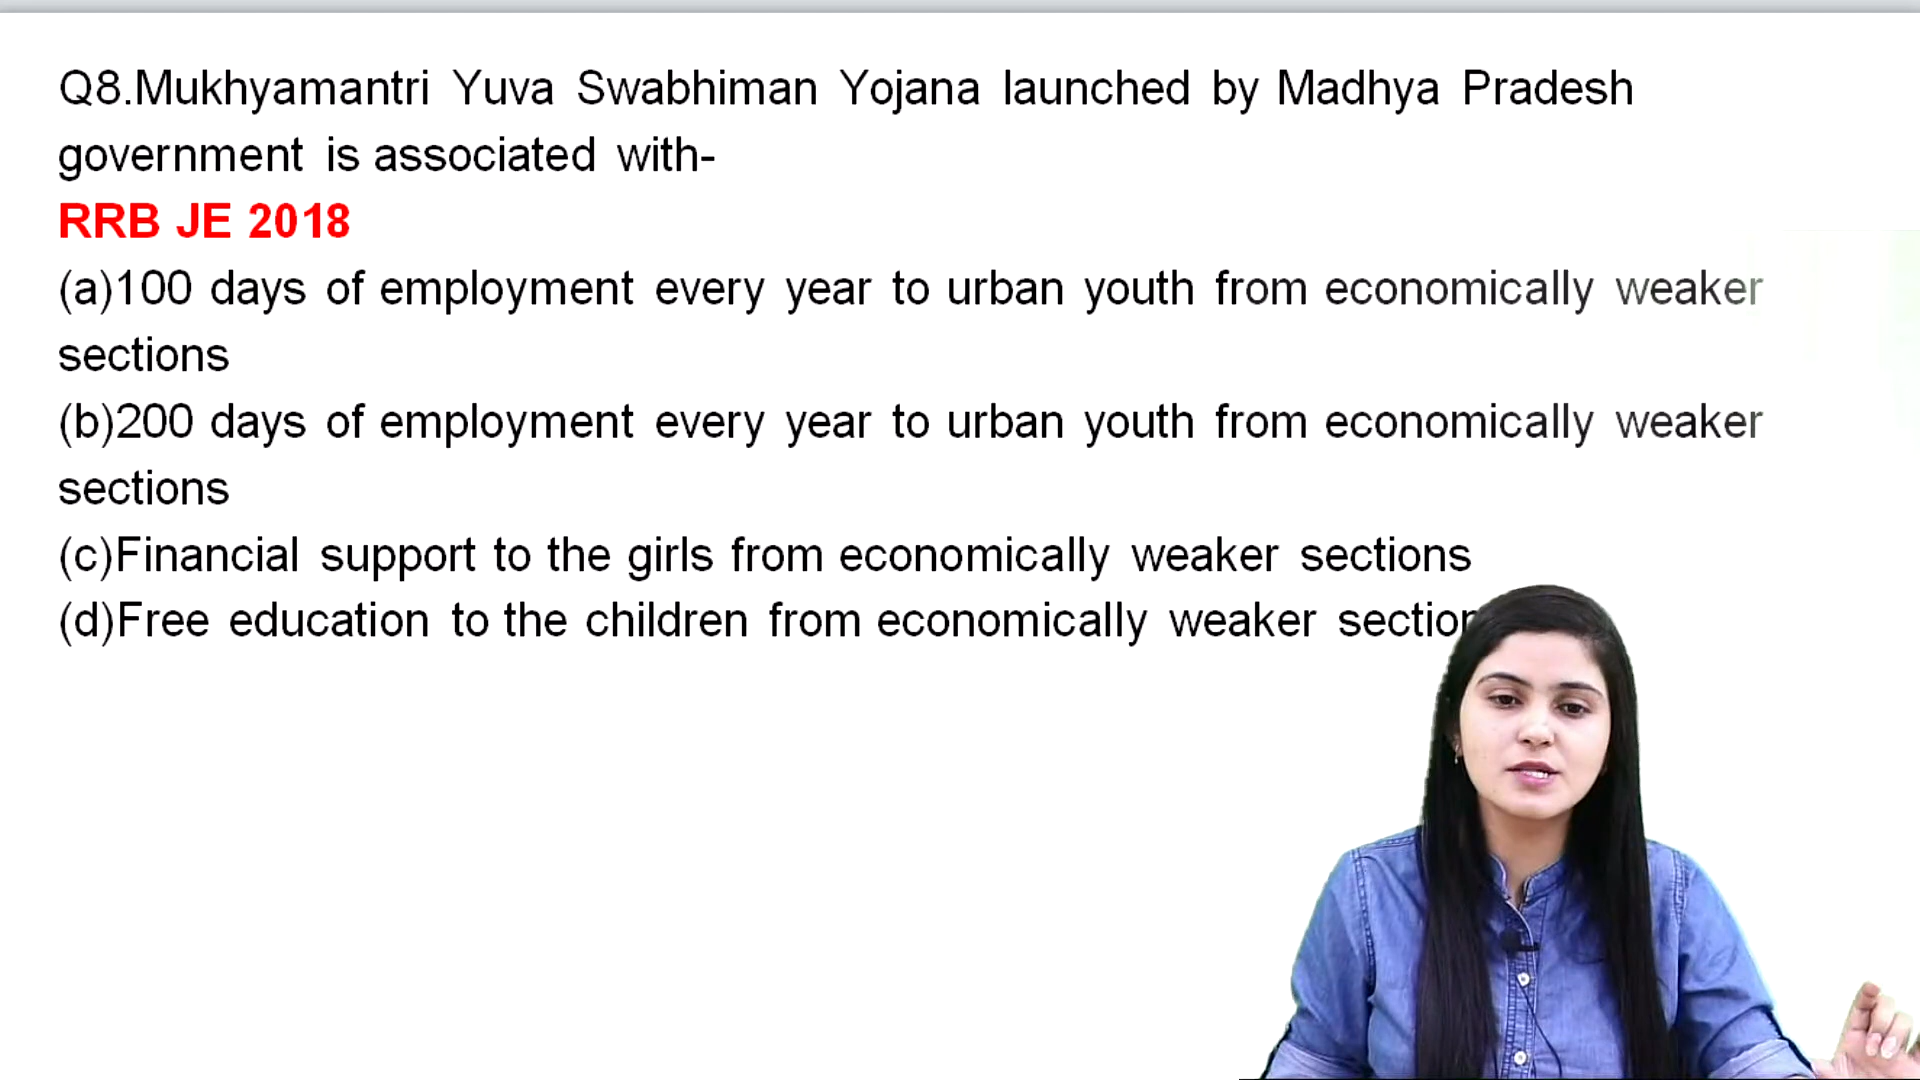 Q8.Mukhyamantri Yuva Swabhiman Yojana launched by Madhya Pradesh
government is associated with-
RRB JE 2018
(a)100 days of employment every year to urban youth from economically weaker
sections
(b)200 days of employment every year to urban youth from economically weaker
sections
(c)Financial support to the girls from economically weaker sections
(d)Free education to the children from economically weaker